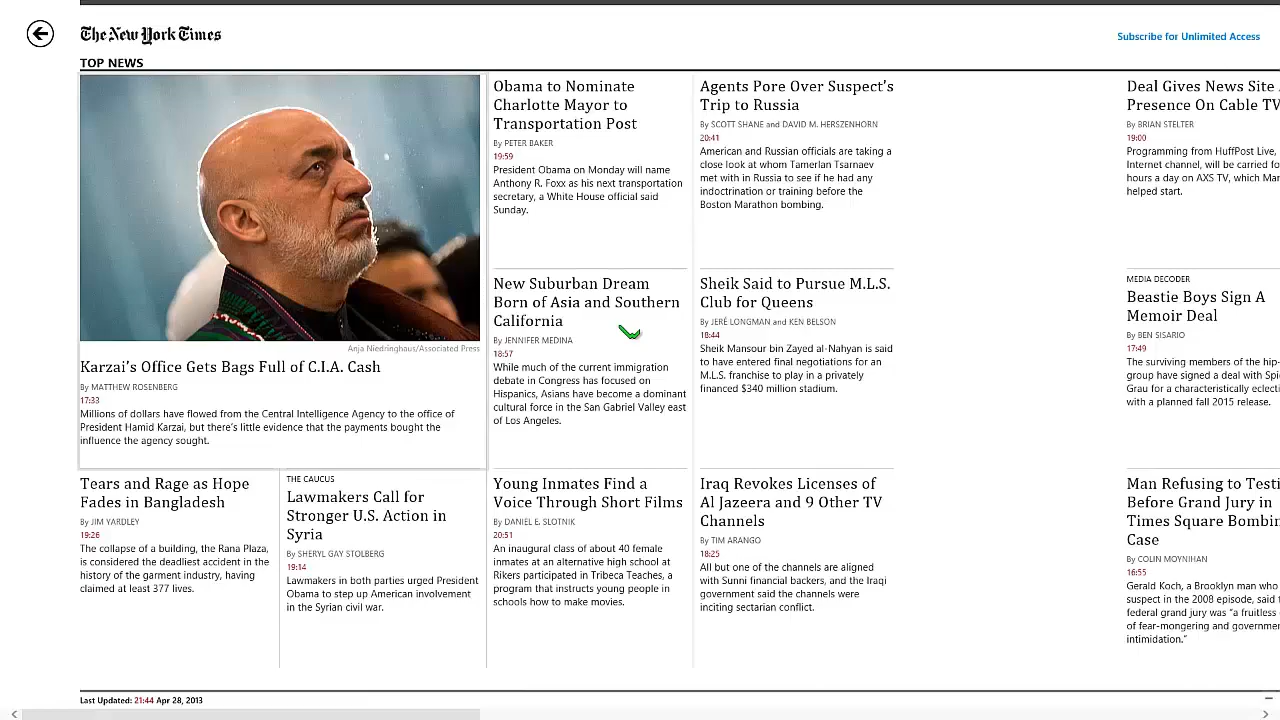 The New York Times
Subscribe for Unlimited Access
TOP NEWS
Anja Niedringhaus/Associated Press
Karzai's Office Gets Bags Full of C.I.A. Cash
By MATTHEW ROSENBERG
17:33
Millions of dollars have flowed from the Central Intelligence Agency to the office of
President Hamid Karzai, but there's little evidence that the payments bought the
influence the agency sought.
Tears and Rage as Hope
Fades in Bangladesh
By JIM YARDLEY
19:26
The collapse of a building, the Rana Plaza,
is considered the deadliest accident in the
history of the garment industry, having
claimed at least 377 lives.
THE CAUCUS
Lawmakers Call for
Stronger U.S. Action in
Syria
By SHERYL GAY STOLBERG
19:14
Lawmakers in both parties urged President
Obama to step up American involvement
in the Syrian civil war.
Obama to Nominate
Charlotte Mayor to
Transportation Post
By PETER BAKER
19:59
President Obama on Monday will name
Anthony R. Foxx as his next transportation
secretary, a White House official said
Sunday.
New Suburban Dream
Born of Asia and Southern
California
By JENNIFER MEDINA
18:57
While much of the current immigration
debate in Congress has focused on
Hispanics, Asians have become a dominant
cultural force in the San Gabriel Valley east
of Los Angeles.
Young Inmates Find a
Voice Through Short Films
By DANIEL E. SLOTNIK
20:51
An inaugural class of about 40 female
inmates at an alternative high school at
Rikers participated in Tribeca Teaches, a
program that instructs young people in
schools how to make movies.
Agents Pore Over Suspect's
Trip to Russia
By SCOTT SHANE and DAVID M. HERSZENHORN
20:41
American and Russian officials are taking a
close look at whom Tamerlan Tsarnaev
met with in Russia to see if he had any
indoctrination or training before the
Boston Marathon bombing.
Sheik Said to Pursue M.L.S.
Club for Queens
By JERÉ LONGMAN and KEN BELSON
18:44
Sheik Mansour bin Zayed al-Nahyan is said
to have entered final negotiations for an
M.L.S. franchise to play in a privately
financed $340 million stadium.
Iraq Revokes Licenses of
Al Jazeera and 9 Other TV
Channels
By TIM ARANGO
18:25
All but one of the channels are aligned
with Sunni financial backers, and the Iraqi
government said the channels were
inciting sectarian conflict.
Deal Gives News Site
Presence On Cable TV
By BRIAN STELTER
19:00
Programming from HuffPost Live,
Internet channel, will be carried fo
hours a day on AXS TV, which Mar
helped start.
MEDIA DECODER
Beastie Boys Sign A
Memoir Deal
By BEN SISARIO
17:49
The surviving members of the hip-
group have signed a deal with Spi
Grau for a characteristically eclecti
with a planned fall 2015 release.
Man Refusing to Testi
Before Grand Jury in
Times Square Bombin
Case
By COLIN MOYNIHAN
16:55
Gerald Koch, a Brooklyn man who
suspect in the 2008 episode, said t
federal grand jury was "a fruitless
of fear-mongering and governme
intimidation."
Last Updated: 21:44 Apr 28, 2013